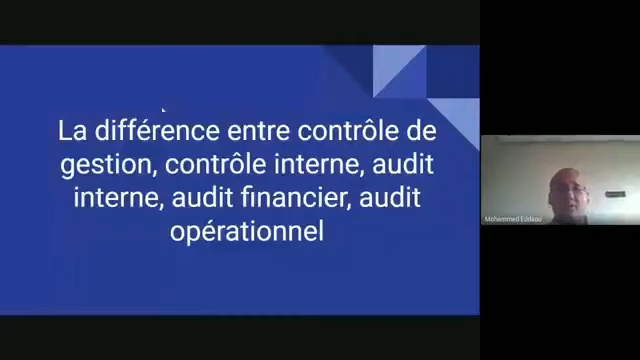 La différence entre contrôle de
gestion, contrôle interne, audit
interne, audit financier, audit
opérationnel
Mohammed Eddaou